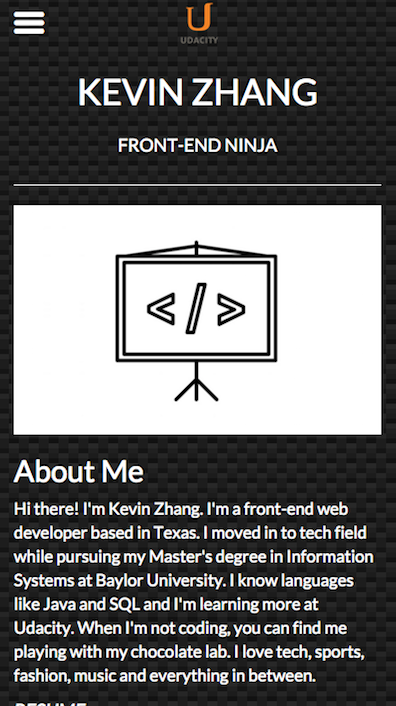 U
UDACITY
KEVIN ZHANG
FRONT-END NINJA
</>
About Me
Hi there! I'm Kevin Zhang. I'm a front-end web
developer based in Texas. I moved in to tech field
while pursuing my Master's degree in Information
Systems at Baylor University. I know languages
like Java and SQL and I'm learning more at
Udacity. When I'm not coding, you can find me
playing with my chocolate lab. I love tech, sports,
fashion, music and everything in between.
RESUME